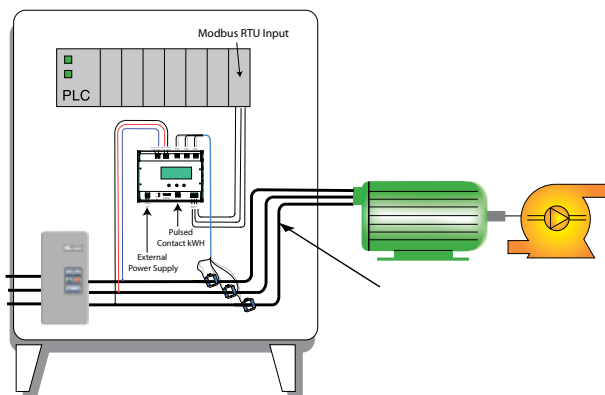 Modbus RTU Input
PLC
Pulsed
Contact kWH
External
Power Supply